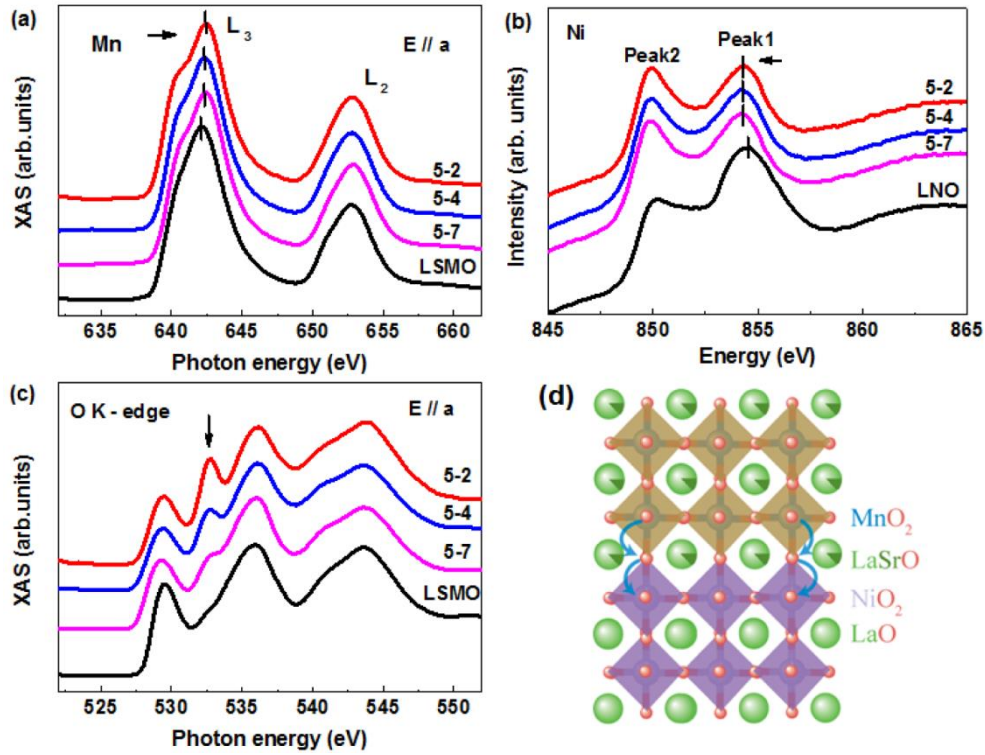 (a)
Mn
L3
E // a
L2
5-2
5-4
5-7
LSMO
XAS (arb.units)
635 640 645 650 655 660
Photon energy (eV)
(b)
Ni
Peak2
Peak1
5-2
5-4
5-7
LNO
Intensity (arb. units)
845 850 855 860 865
Energy (eV)
(c)
O K - edge
E // a
5-2
5-4
5-7
LSMO
XAS (arb.units)
525 530 535 540 545 550
Photon energy (eV)
(d)
MnO2
LaSrO
NiO2
LaO